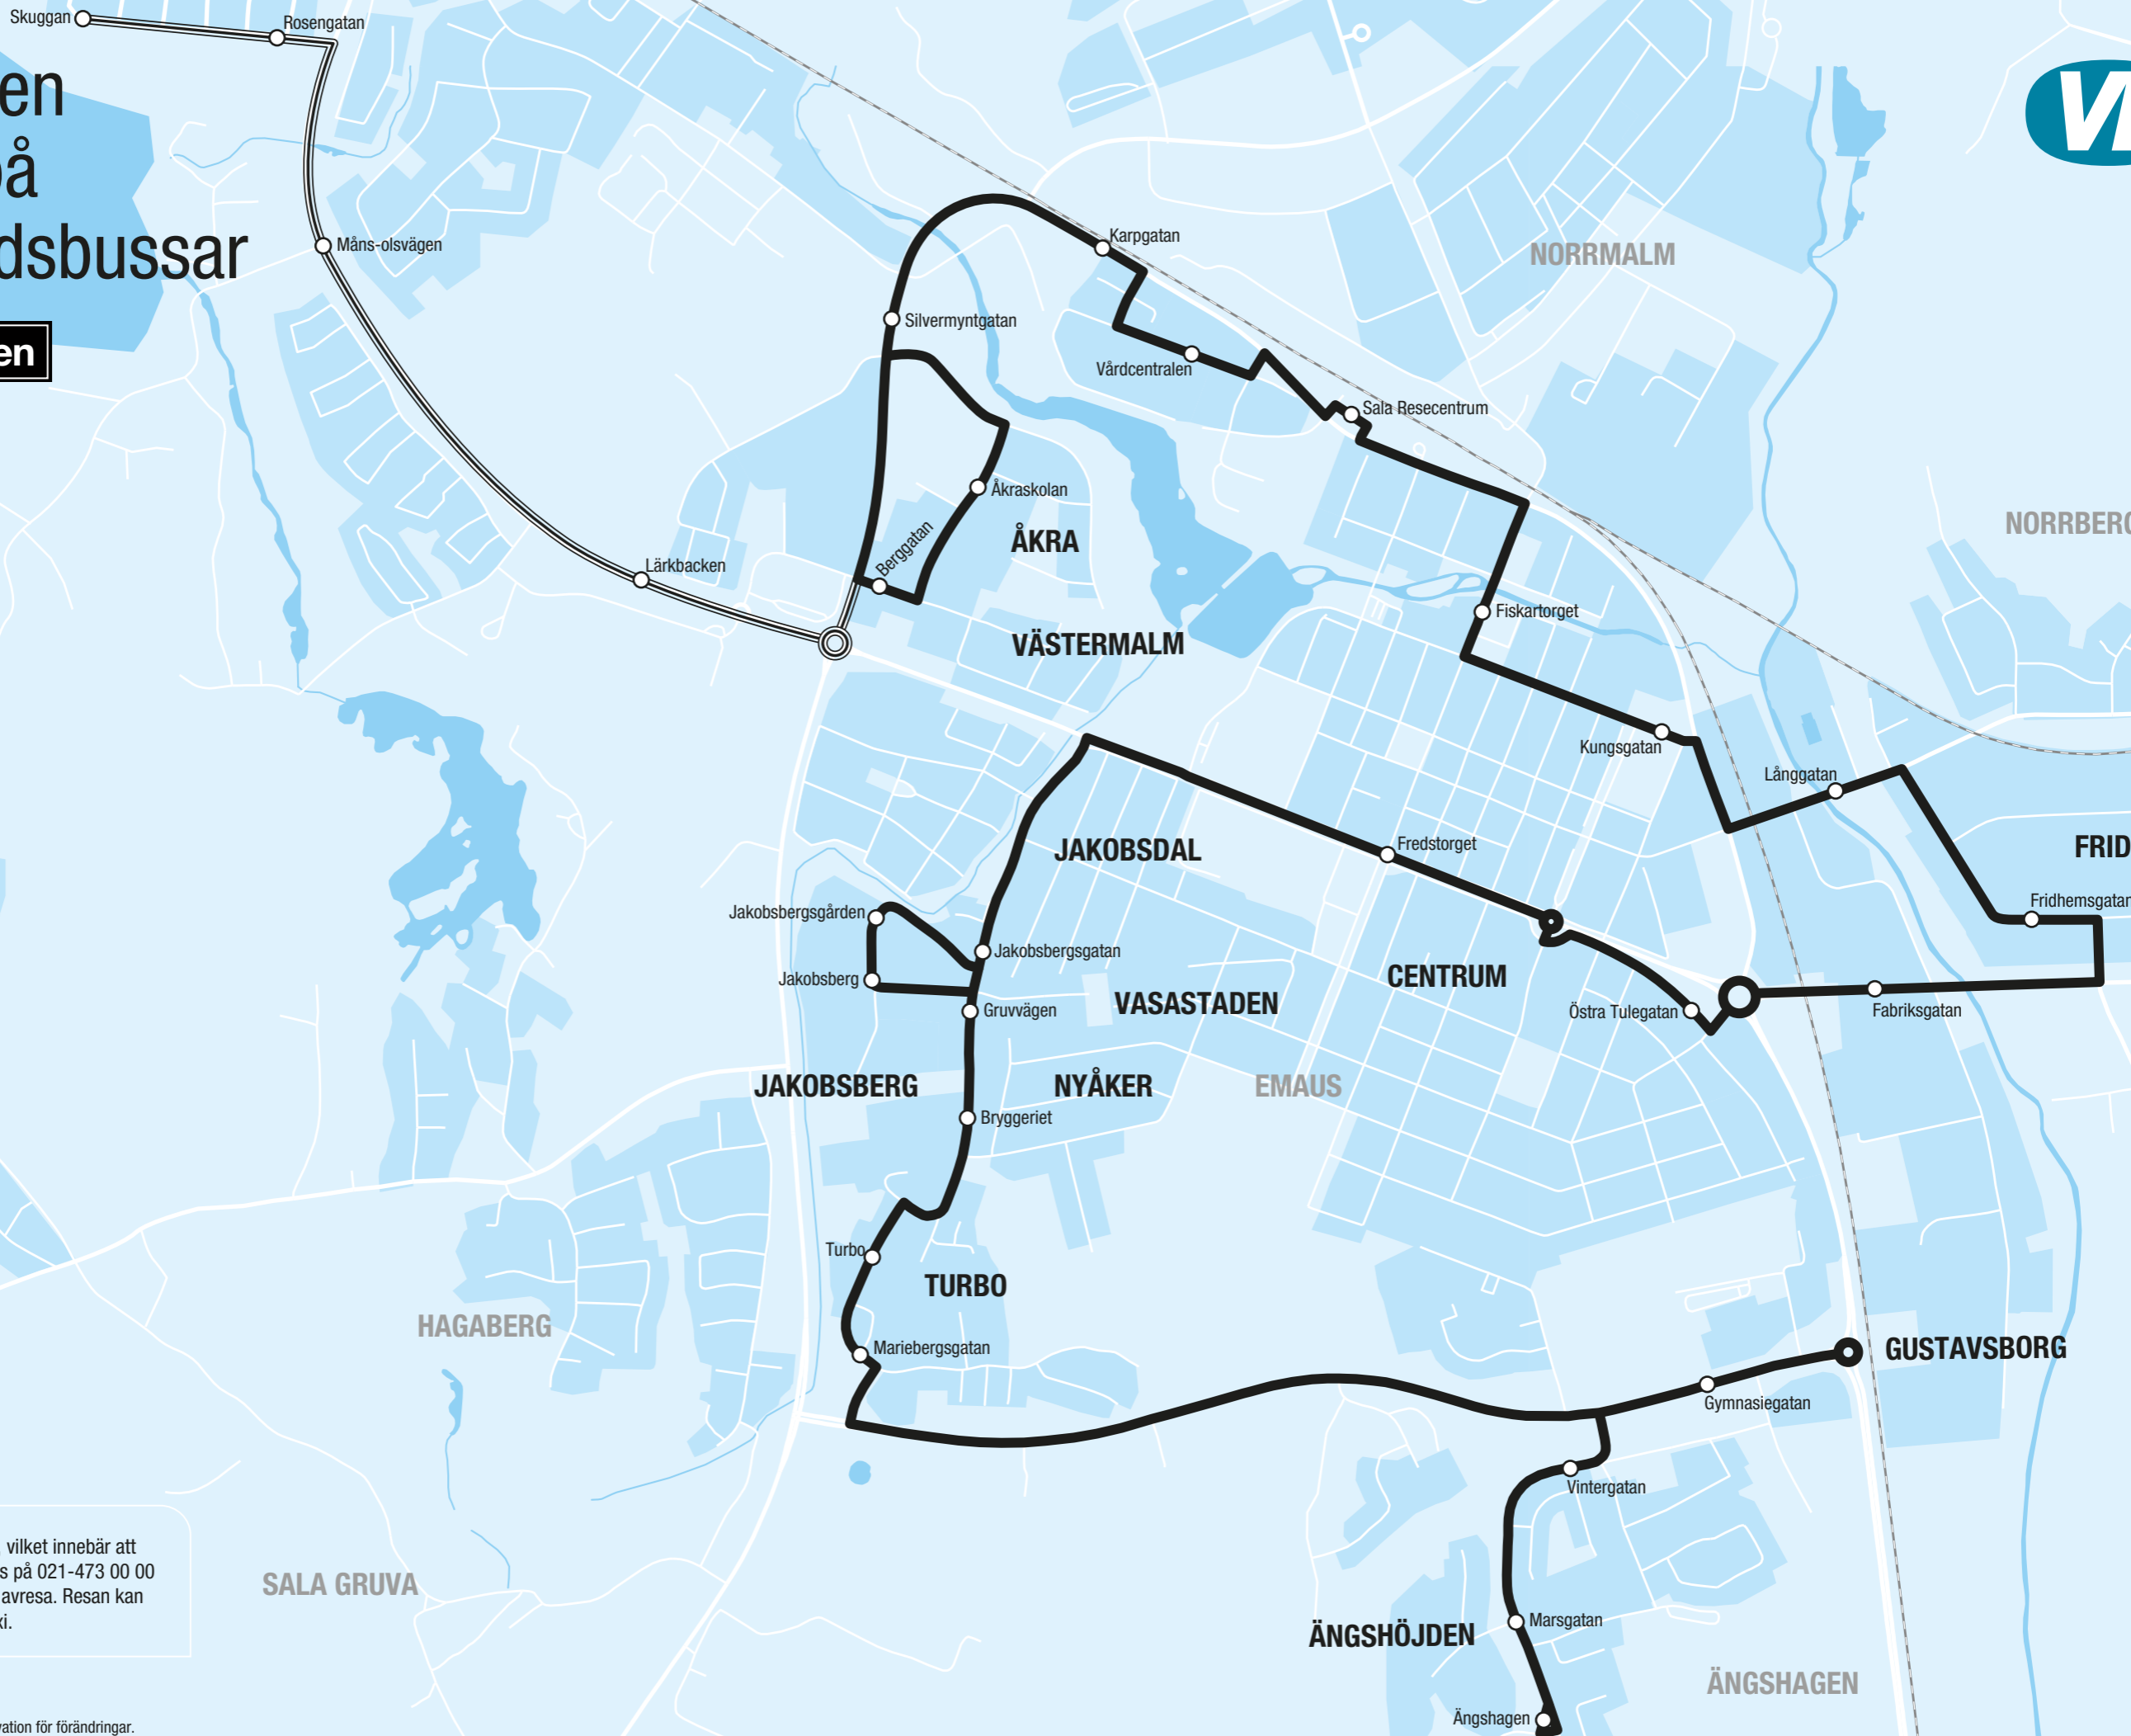 Skuggan
Rosengatan
en
på
dsbussar
en
Måns-olsvägen
Karpgatan
NORRMALM
Silvermyntgatan
Vårdcentralen
Sala Resecentrum
Åkraskolan
NORRBERG
ÅKRA
Berggatan
Lärkbacken
Fiskartorget
VÄSTERMALM
Kungsgatan
Långgatan
JAKOBSDAL
Fredstorget
FRID
Fridhemsgatan
Jakobsbergsgården
Jakobsbergsgatan
Jakobsberg
CENTRUM
VASASTADEN
Gruvvägen
Östra Tulegatan
Fabriksgatan
JAKOBSBERG
NYÅKER
EMAUS
Bryggeriet
Turbo
TURBO
HAGABERG
Mariebergsgatan
GUSTAVSBORG
Gymnasiegatan
Vintergatan
vilket innebär att
s på 021-473 00 00
avresa. Resan kan
xi.
SALA GRUVA
Marsgatan
ÄNGSHÖJDEN
ÄNGSHAGEN
Ängshagen
vation för förändringar.